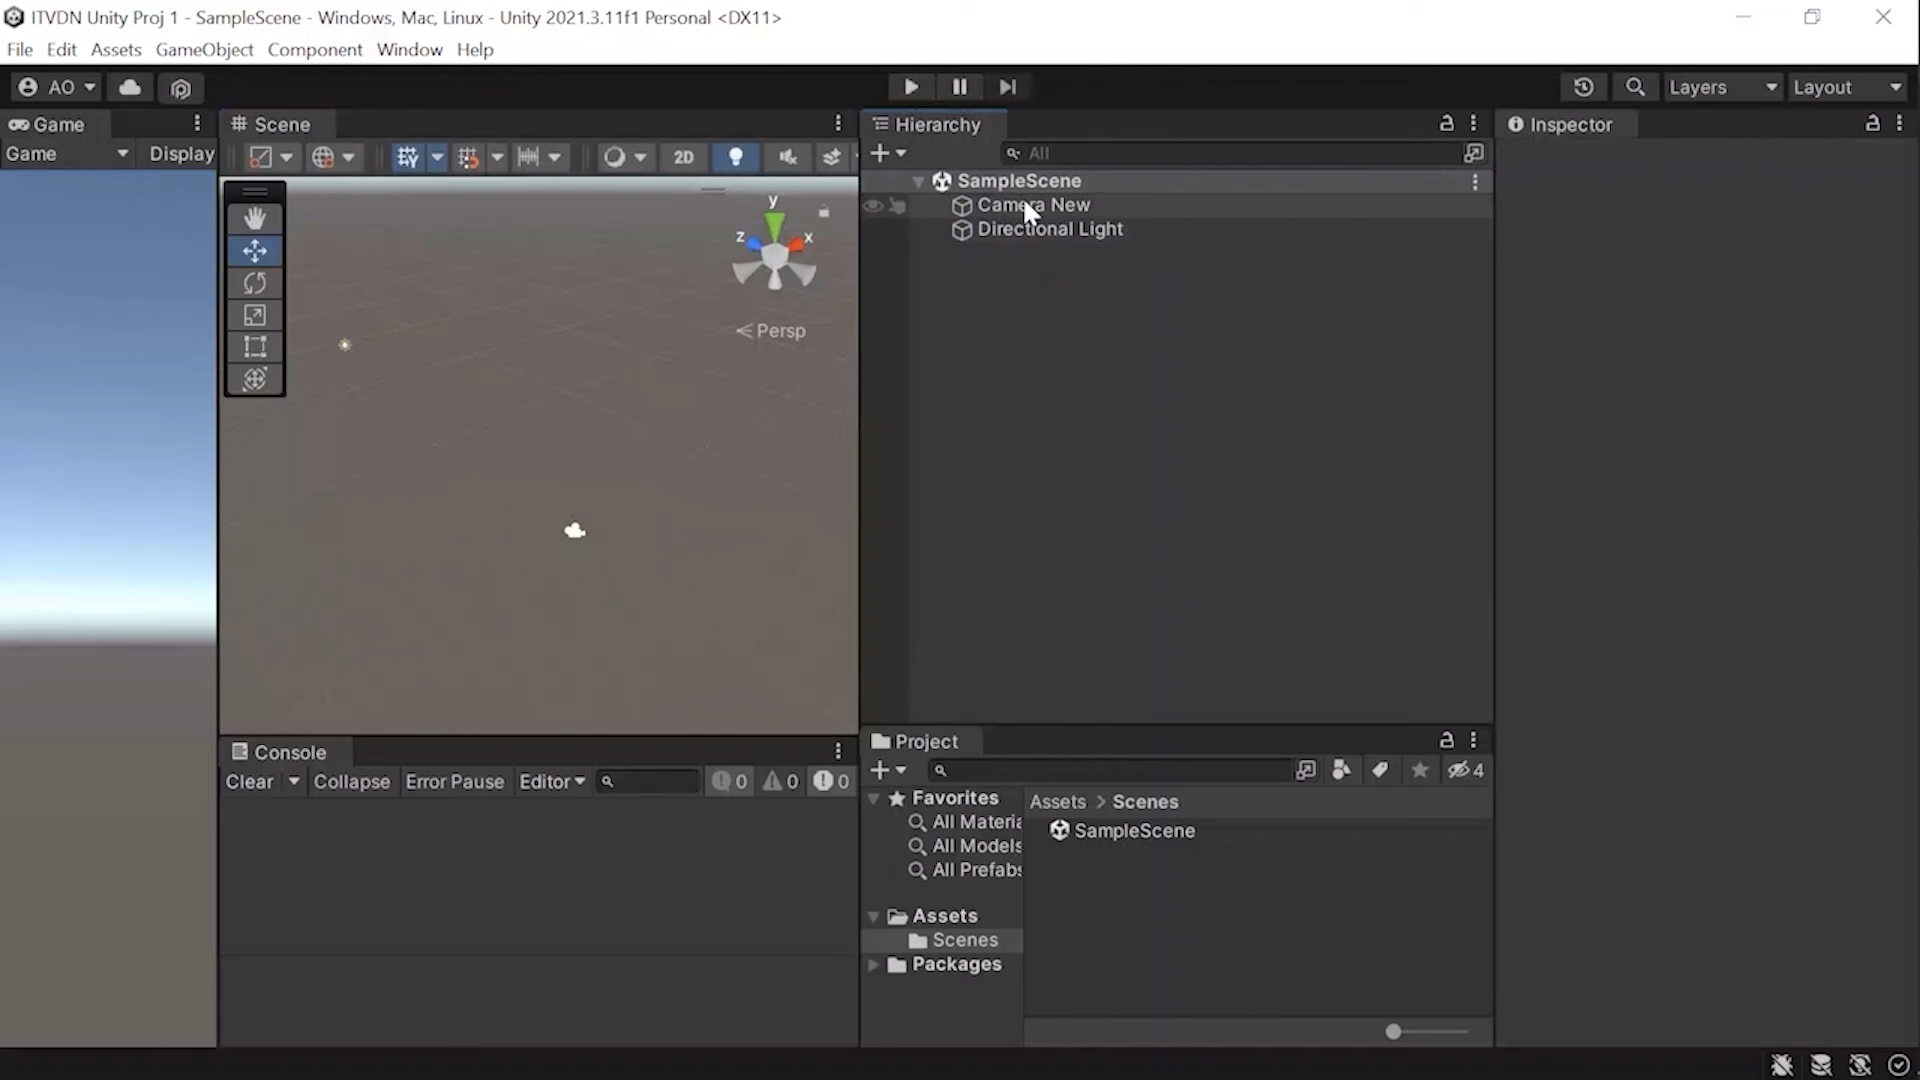 ITVDN Unity Proj 1 - SampleScene - Windows, Mac, Linux - Unity 2021.3.11f1 Personal <DX11>
File Edit Assets GameObject Component Window Help
AO Layers Layout
Game Scene Hierarchy Inspector
Game Display 2D All
SampleScene
Camera New
Directional Light
y
z x
Persp
Console
Clear Collapse Error Pause Editor 0 0 0
Project
4
Favorites
All Materia
All Models
All Prefabs
Assets
Scenes
Packages
Assets > Scenes
SampleScene